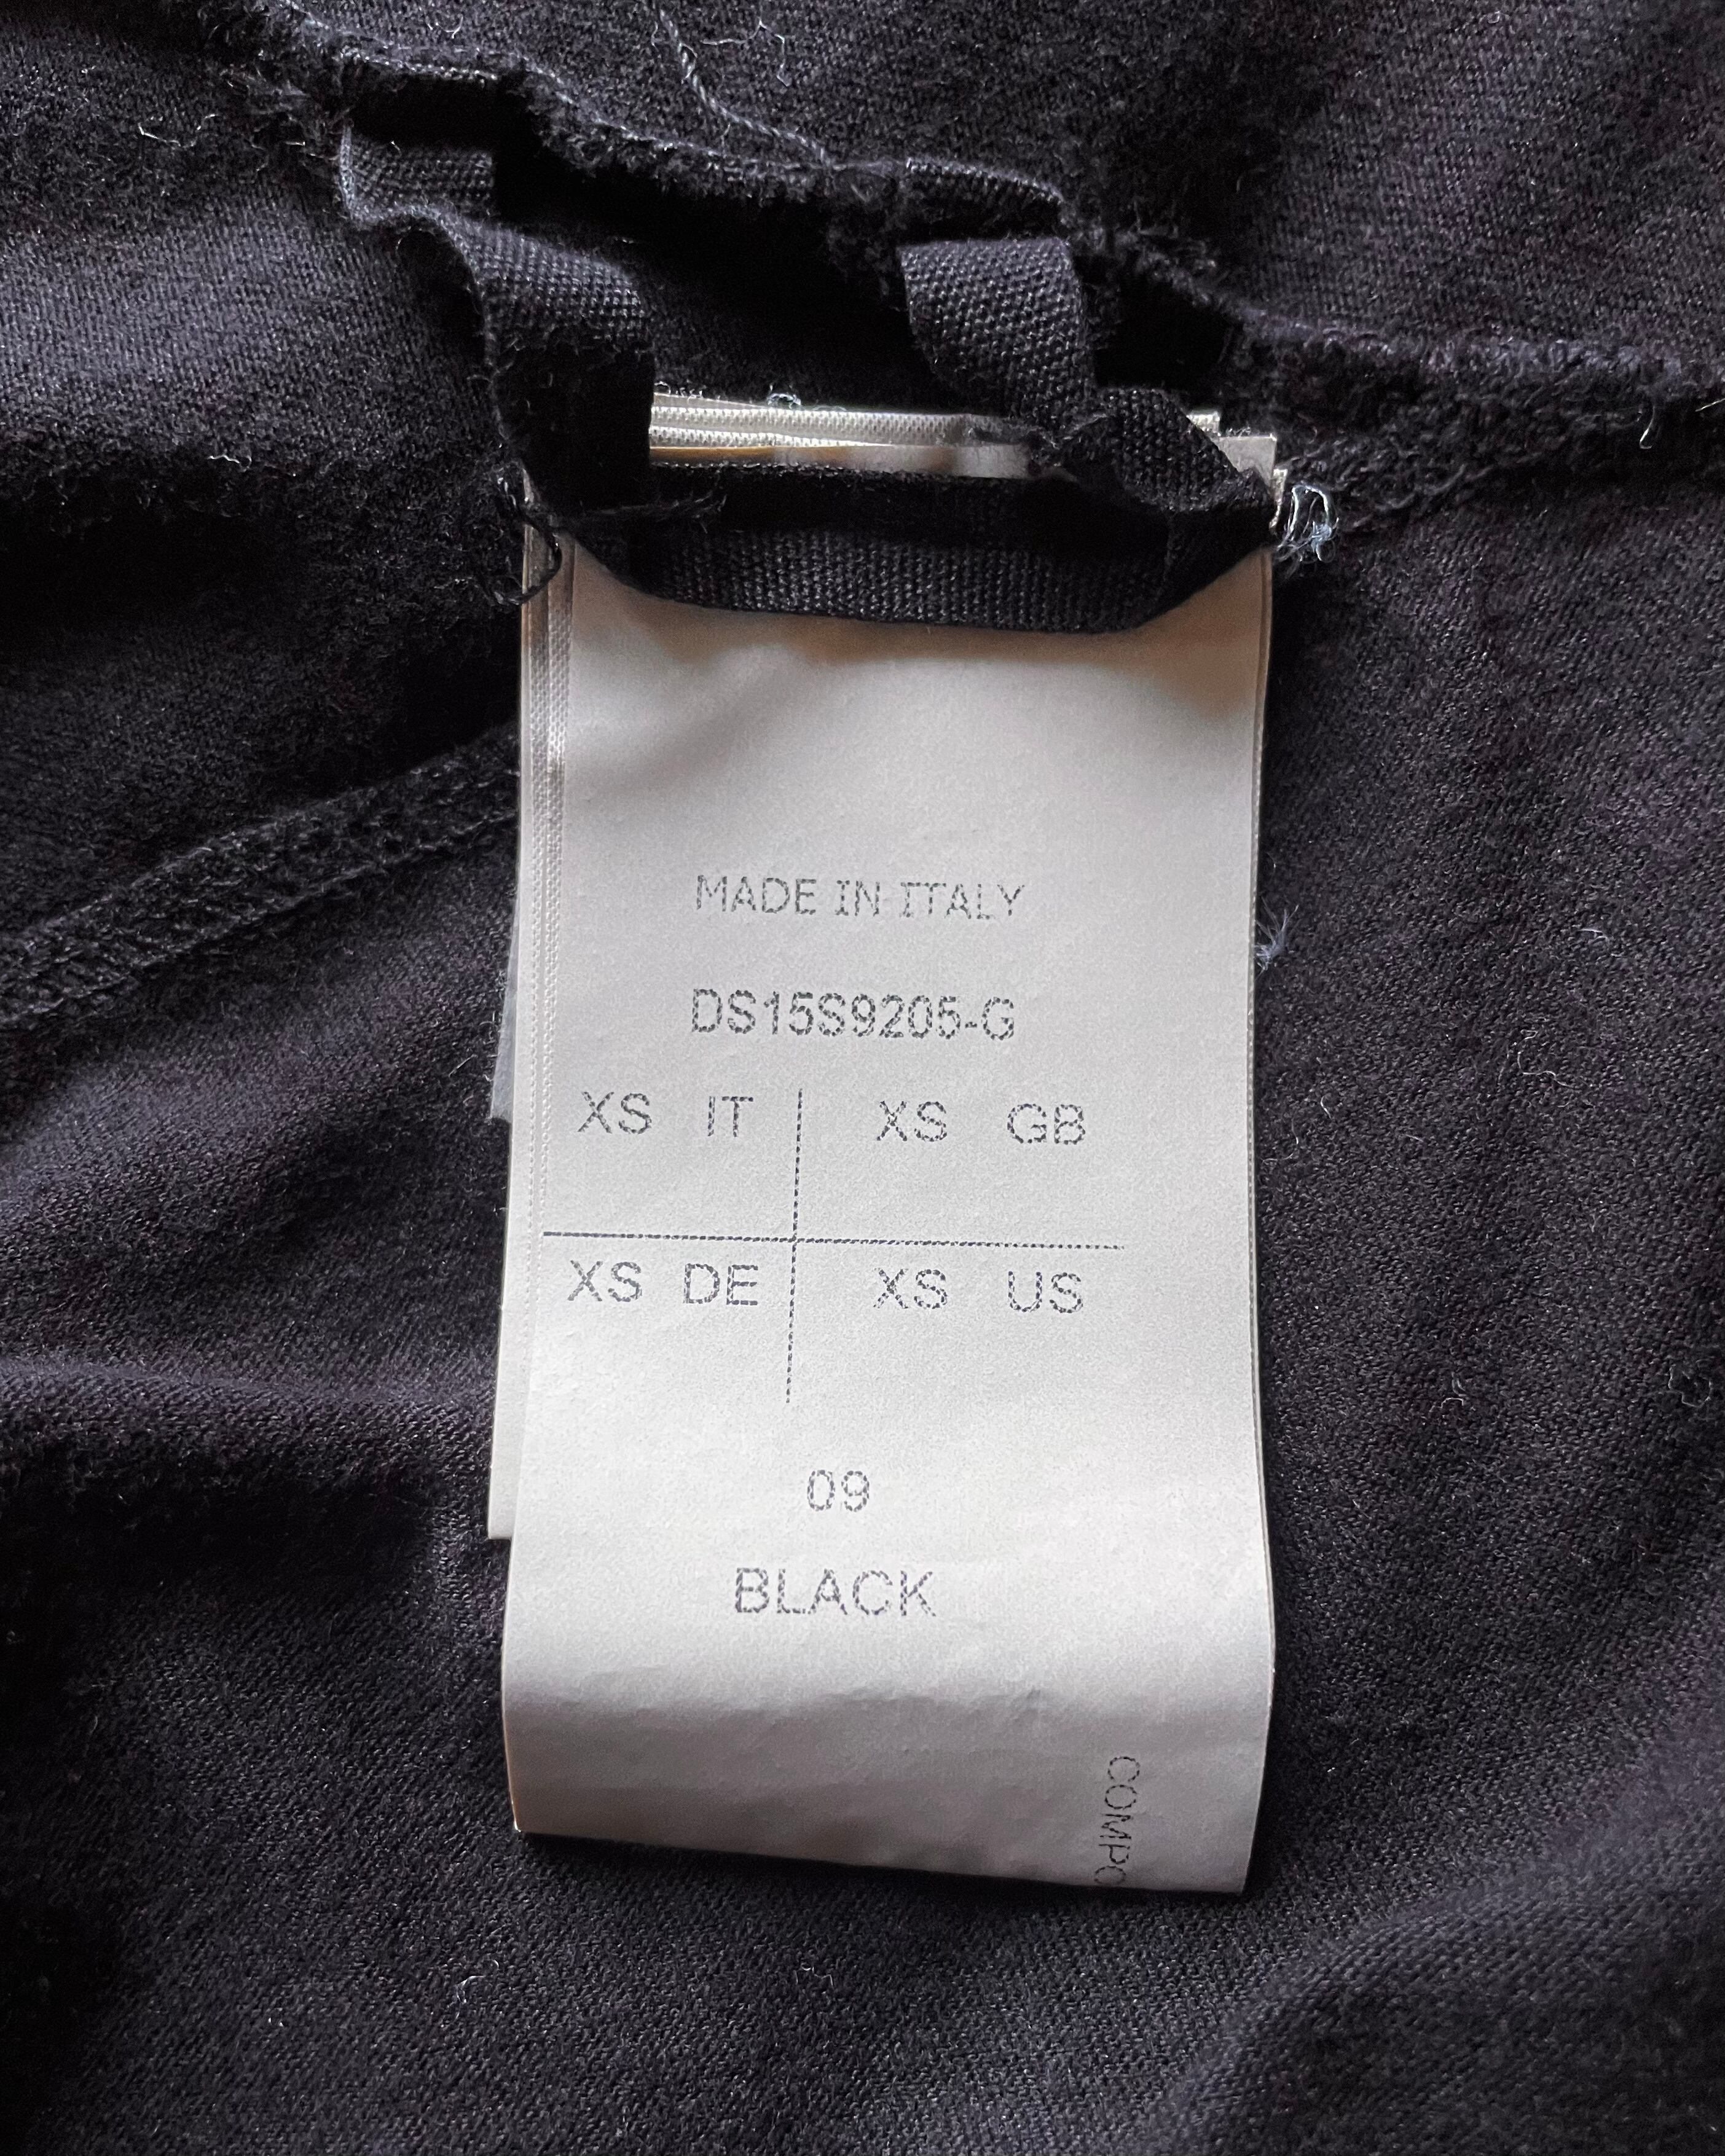 MADE IN ITALY
DS15S9205-G
XS IT XS GB
XS DE XS US
09
BLACK
COMPO